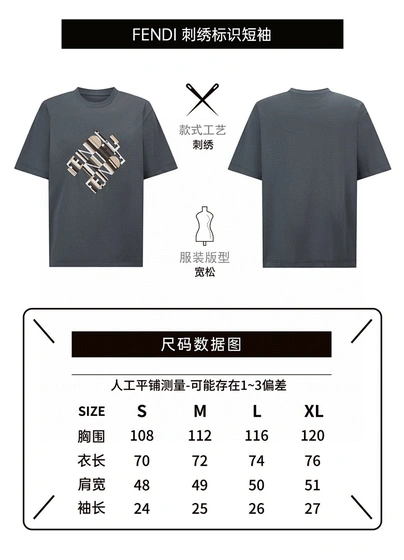 FENDI 刺绣标识短袖
款式工艺
刺绣
服装版型
宽松
尺码数据图
人工平铺测量-可能存在1~3偏差
SIZE S M L XL
胸围 108 112 116 120
衣长 70 72 74 76
肩宽 48 49 50 51
袖长 24 25 26 27